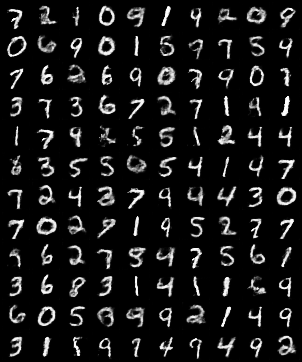 7 2 1 0 9 1 4 2 0 9
0 6 9 0 1 5 9 7 5 4
7 6 2 6 9 0 7 9 0 7
3 7 3 6 7 2 7 1 9 1
1 7 9 5 5 1 2 4 4
6 3 5 5 0 5 4 1 4 7
7 2 4 2 7 9 4 4 3 0
7 0 2 7 1 9 5 2 7 7
9 6 2 7 8 4 7 5 6 1
3 6 8 3 1 4 1 1 6 9
6 0 5 8 9 9 2 1 4 9
3 1 5 9 7 4 9 4 9 2